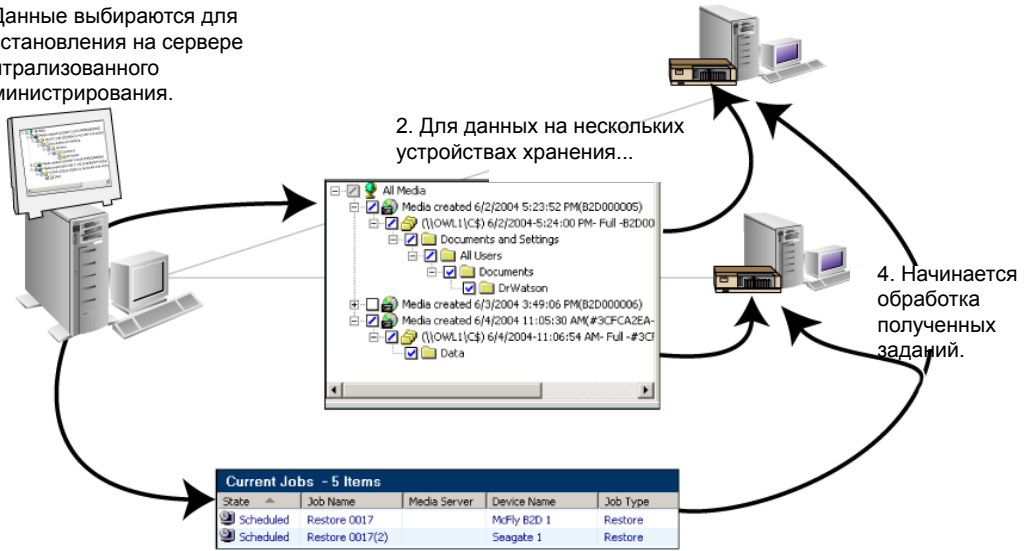 Данные выбираются для
становления на сервере
нтрализованного
министрирования.
2. Для данных на нескольких
устройствах хранения...
All Media
Media created 6/2/2004 5:23:52 PM(B2D000005)
(\\OWL1\C$) 6/2/2004-5:24:00 PM- Full -B2D00
Documents and Settings
All Users
Documents
DrWatson
Media created 6/3/2004 3:49:06 PM(B2D000006)
Media created 6/4/2004 11:05:30 AM(#3CFCA2EA-
(\\OWL1\C$) 6/4/2004-11:06:54 AM- Full -#3CF
Data
4. Начинается
обработка
полученных
заданий.
Current Jobs - 5 Items
State Job Name Media Server Device Name Job Type
Scheduled Restore 0017 McFly B2D 1 Restore
Scheduled Restore 0017(2) Seagate 1 Restore